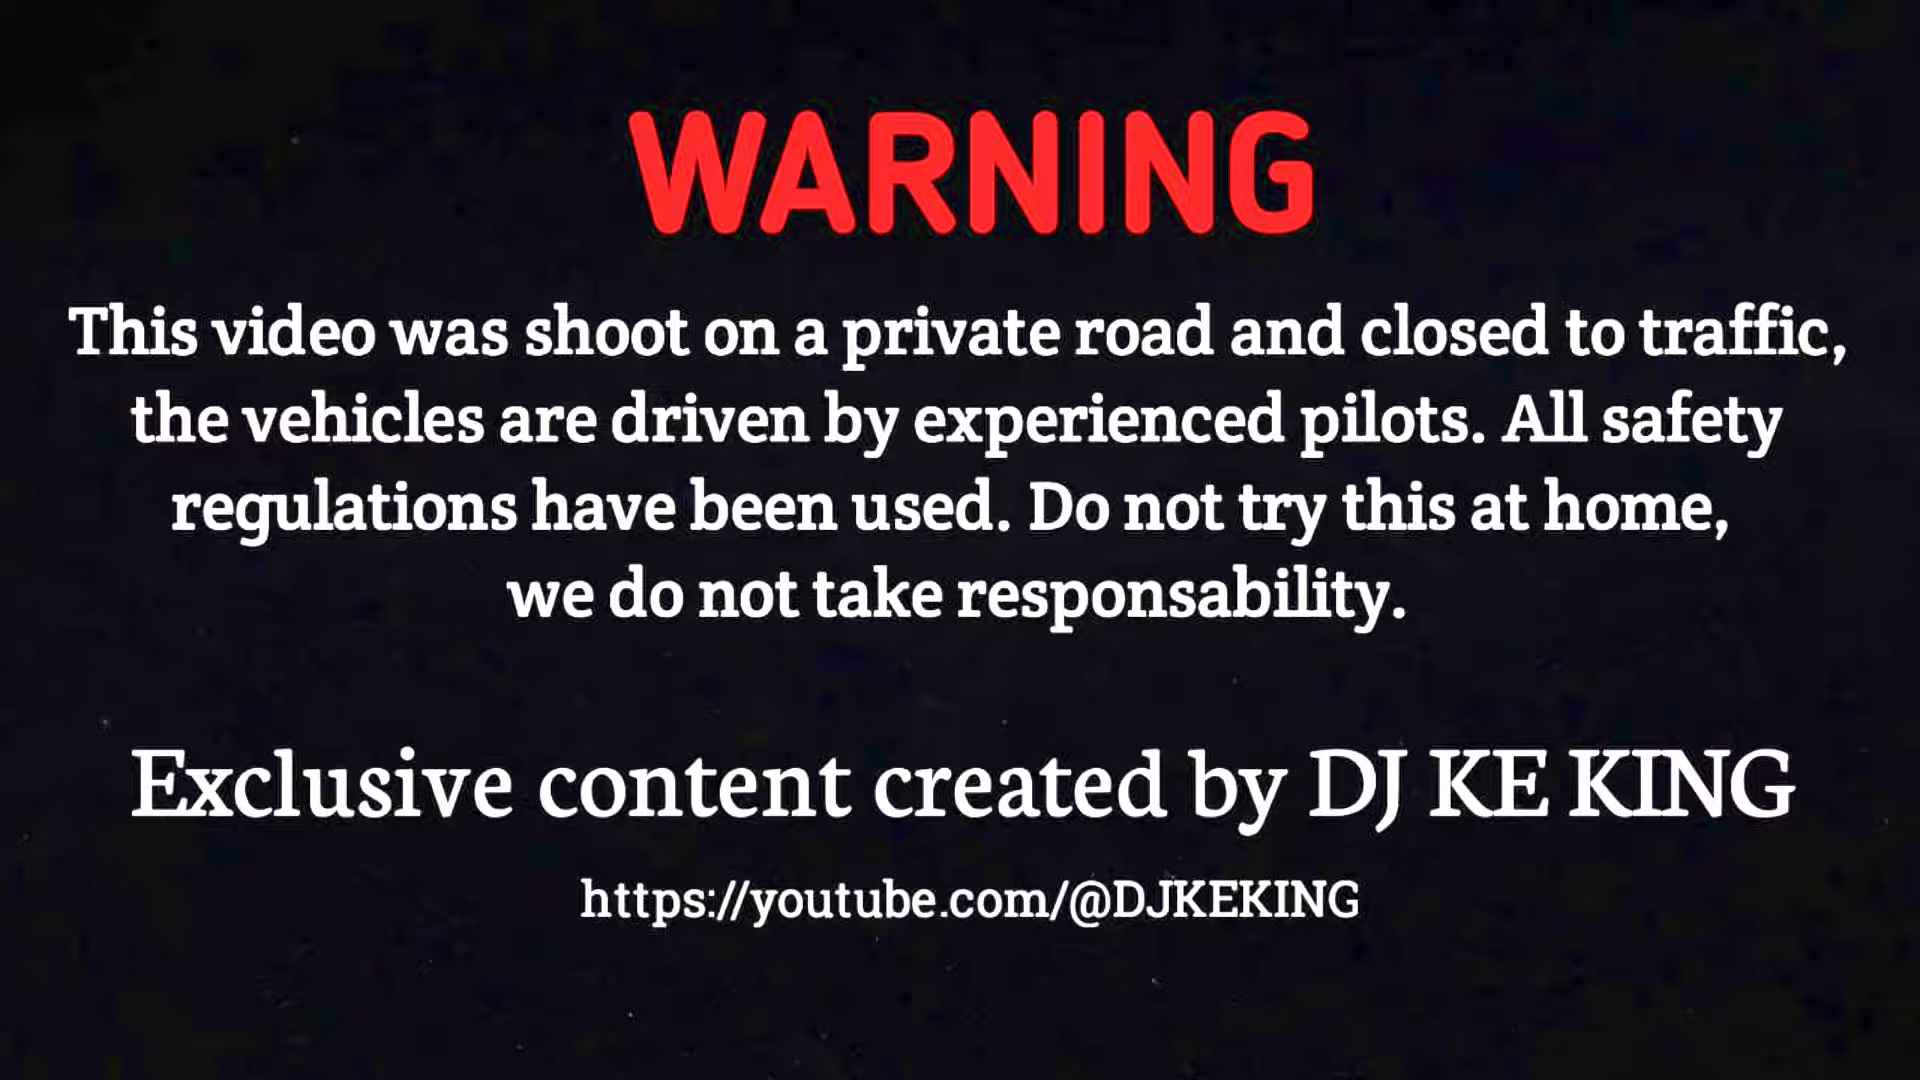 WARNING
This video was shoot on a private road and closed to traffic,
the vehicles are driven by experienced pilots. All safety
regulations have been used. Do not try this at home,
we do not take responsability.
Exclusive content created by DJ KE KING
https://youtube.com/@DJKEKING